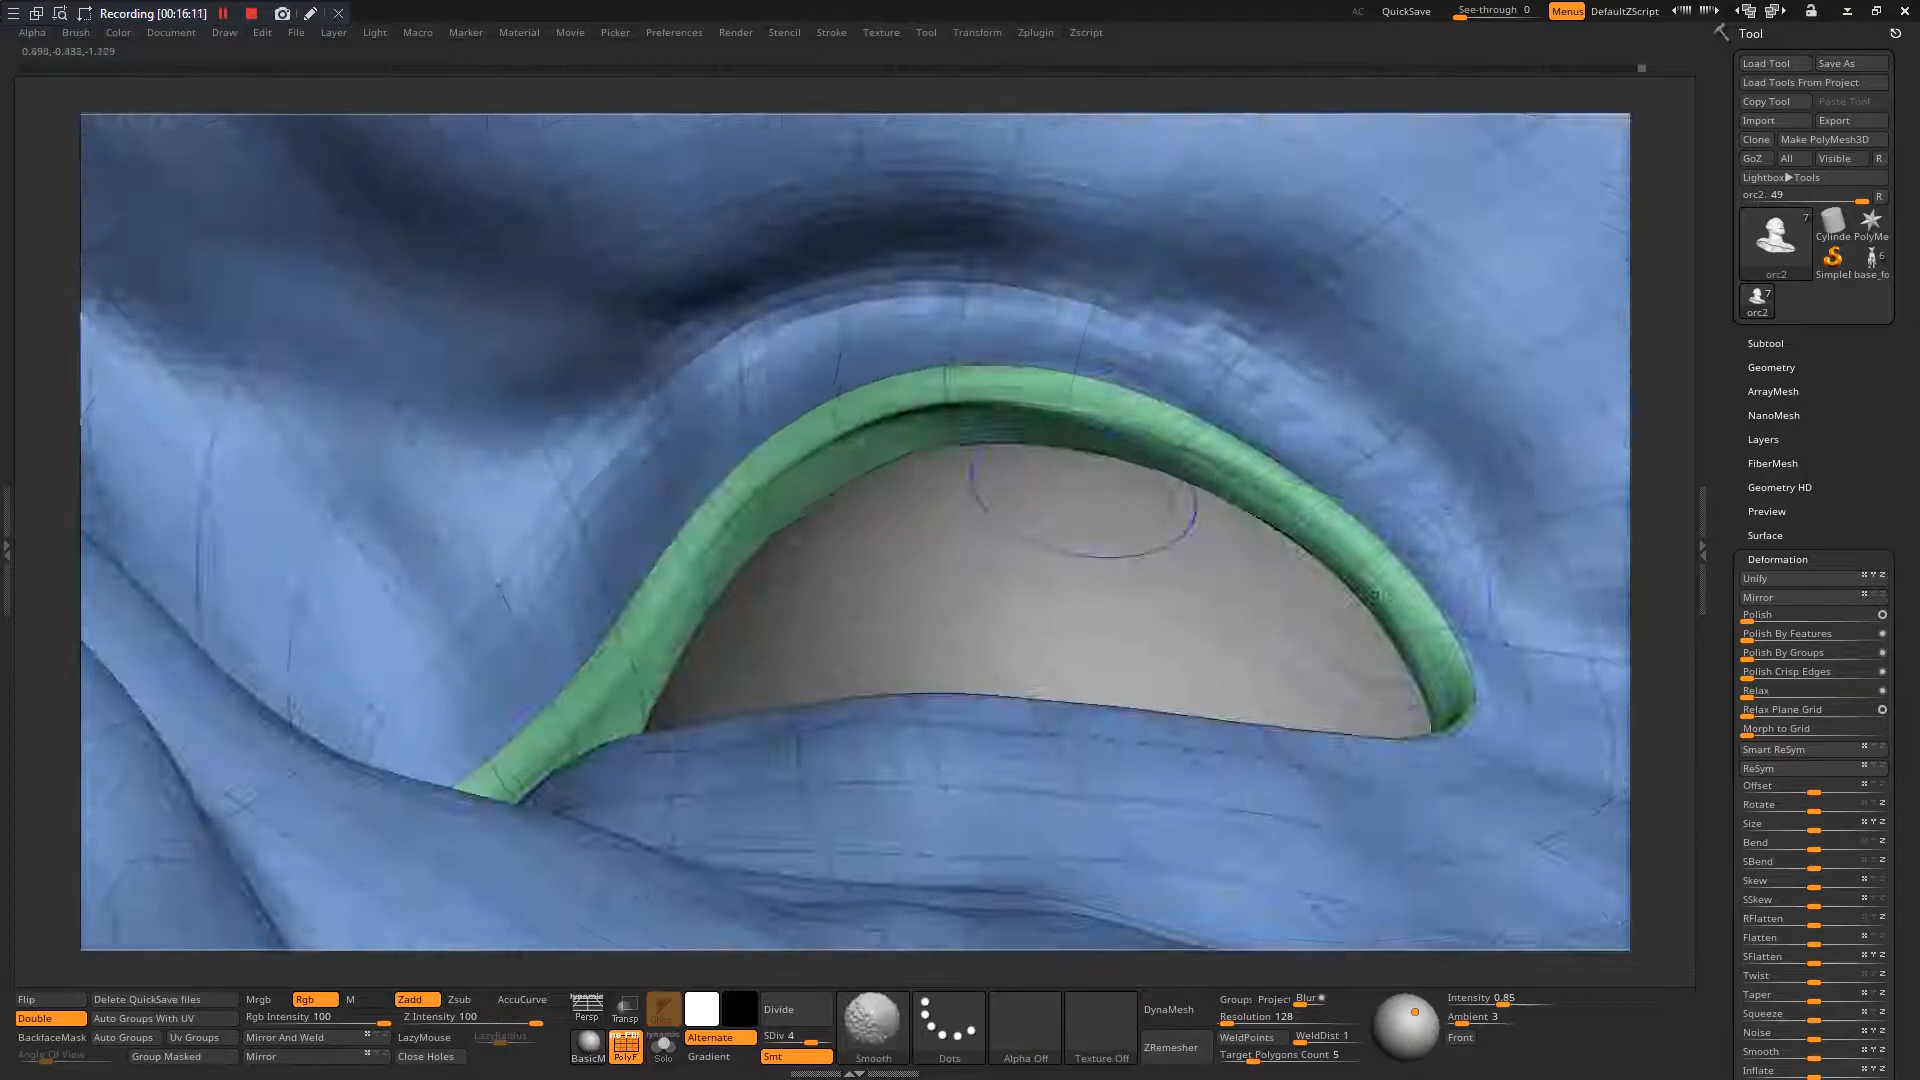 Recording [00:16:11]
AC QuickSave See-through 0 Menus DefaultZScript
Alpha Brush Color Document Draw Edit File Layer Light Macro Marker Material Movie Picker Preferences Render Stencil Stroke Texture Tool Transform Zplugin Zscript
Tool
Load Tool Save As
Load Tools From Project
Copy Tool Paste Tool
Import Export
Clone Make PolyMesh3D
GoZ All Visible R
Lightbox▶Tools
orc2. 49 R
7
Cylinde PolyMe
6
orc2 Simplel base_fo
7
orc2
Subtool
Geometry
ArrayMesh
NanoMesh
Layers
FiberMesh
Geometry HD
Preview
Surface
Deformation
Unify
Mirror
Polish
Polish By Features
Polish By Groups
Polish Crisp Edges
Relax
Relax Plane Grid
Morph to Grid
Smart ReSym
ReSym
Offset
Rotate
Size
Bend
SBend
Skew
SSkew
RFlatten
Flatten
SFlatten
Twist
Taper
Squeeze
Noise
Smooth
Inflate
Flip Delete QuickSave files Mrgb Rgb M Zadd Zsub AccuCurve
Double Auto Groups With UV Rgb Intensity 100 Z Intensity 100
BackfaceMask Auto Groups Uv Groups Mirror And Weld LazyMouse LazyRadius
Angle Of View Group Masked Mirror Close Holes
Persp Transp
BasicM PolyF Solo
Alternate
Gradient
Divide
SDiv 4
Smt
Smooth Dots Alpha Off Texture Off
DynaMesh Groups Projec Blur
Resolution 128
ZRemesher WeldPoints WeldDist 1
Target Polygons Count 5
Intensity 0.85
Ambient 3
Front